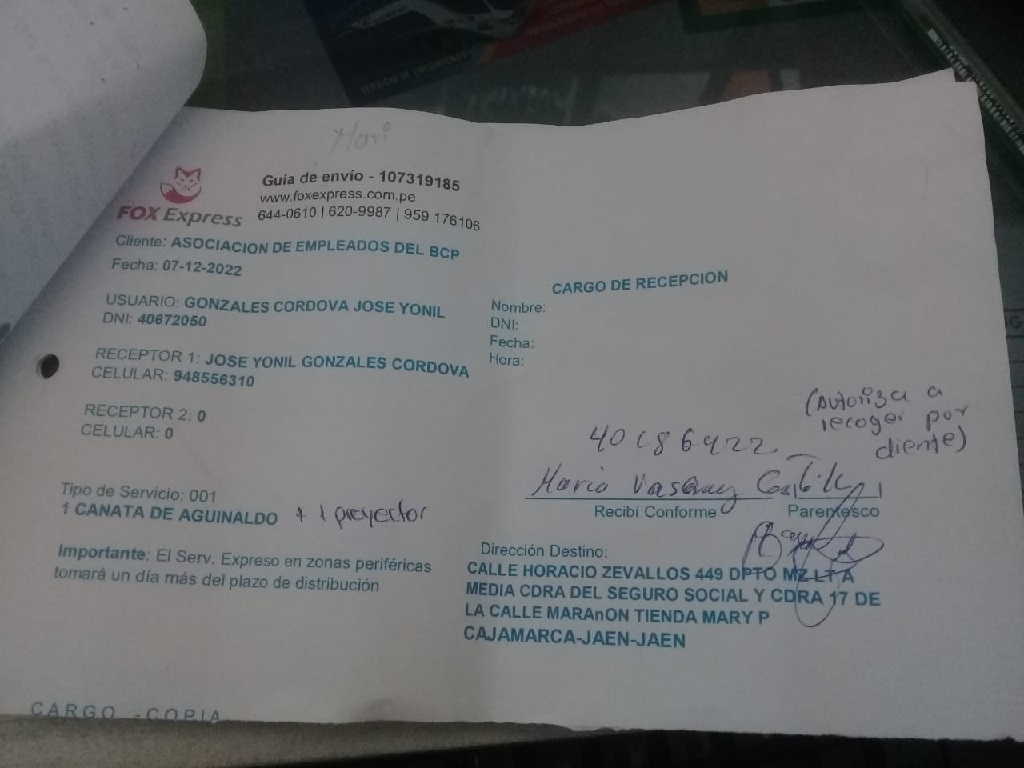 Guia de envío - 107319185
www.foxexpress.com.pe
644-0610 | 620-9987 | 959 176106
FOX Express
Cliente: ASOCIACION DE EMPLEADOS DEL BCP
Fecha: 07-12-2022
USUARIO: GONZALES CORDOVA JOSE YONIL
DNI: 40672050
RECEPTOR 1: JOSE YONIL GONZALES CORDOVA
CELULAR: 948556310
RECEPTOR 2: 0
CELULAR: 0
Tipo de Servicio: 001
1 CANATA DE AGUINALDO + 1 proyector
Importante: El Serv. Expreso en zonas periféricas
tomará un día más del plazo de distribución
CARGO - COPIA
CARGO DE RECEPCION
Nombre:
DNI:
Fecha:
Hora:
(Autoriza a
recoger por
cliente)
Maria
Recibi Conforme Parentesco
Dirección Destino:
CALLE HORACIO ZEVALLOS 449 DPTO MZ LT A
MEDIA CDRA DEL SEGURO SOCIAL Y CDRA 17 DE
LA CALLE MARAnON TIENDA MARY P
CAJAMARCA-JAEN-JAEN